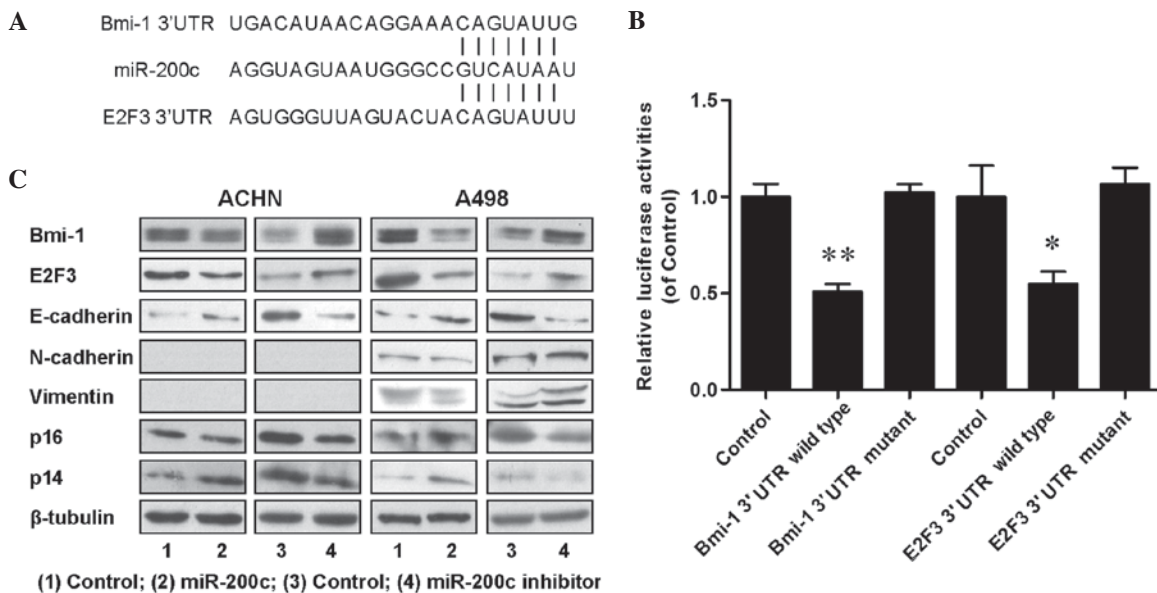 A
Bmi-1 3'UTR UGACAUAACAGGAAACAGUAUUG
miR-200c AGGUAGUAAUGGGCCGUCAUAAU
E2F3 3'UTR AGUGGGUUAGUACUACAGUAUUU
B
Relative luciferase activities
(of Control)
1.5
1.0
0.5
0.0
** *
Control
Bmi-1 3' UTR wild type
Bmi-1 3' UTR mutant
Control
E2F3 3' UTR wild type
E2F3 3' UTR mutant
C
ACHN A498
Bmi-1
E2F3
E-cadherin
N-cadherin
Vimentin
p16
p14
β-tubulin
1 2 3 4 1 2 3 4
(1) Control; (2) miR-200c; (3) Control; (4) miR-200c inhibitor